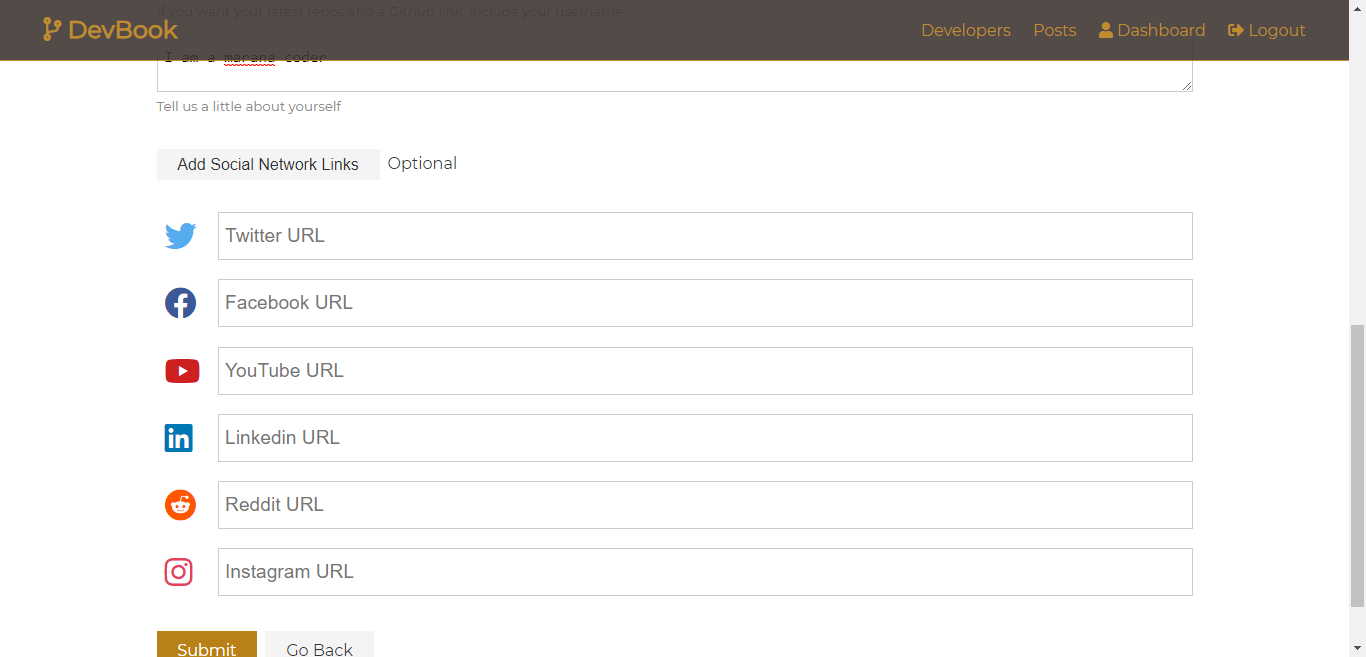 If you want your latest repos and a Github link, include your username
DevBook
Developers Posts Dashboard Logout
I am a marana coder
Tell us a little about yourself
Add Social Network Links Optional
Twitter URL
Facebook URL
YouTube URL
Linkedin URL
Reddit URL
Instagram URL
Submit Go Back